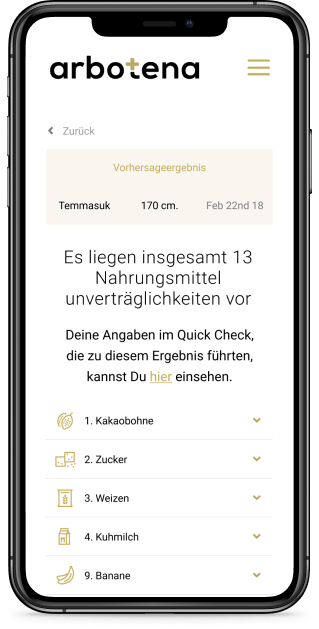 arbotena
Zurück
Vorhersageergebnis
Temmasuk 170 cm. Feb 22nd 18
Es liegen insgesamt 13
Nahrungsmittel
unverträglichkeiten vor
Deine Angaben im Quick Check,
die zu diesem Ergebnis führten,
kannst Du hier einsehen.
1. Kakaobohne
2. Zucker
3. Weizen
4. Kuhmilch
9. Banane